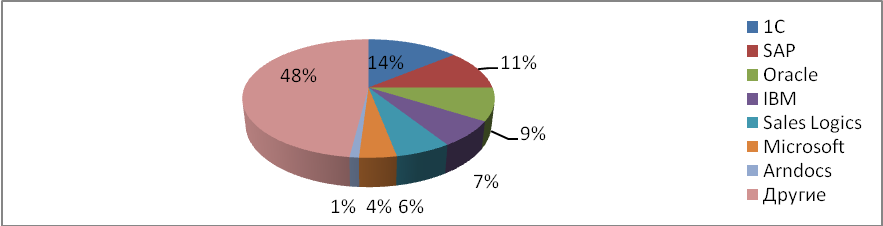 48%
14%
11%
9%
7%
6%
4%
1%
1C
SAP
Oracle
IBM
Sales Logics
Microsoft
Arndocs
Другие